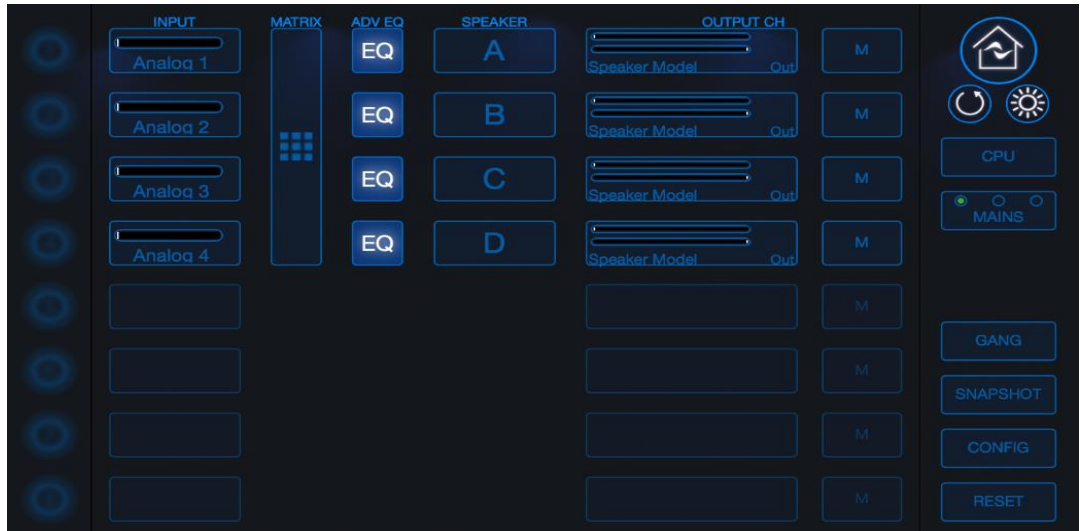 INPUT MATRIX ADV EQ SPEAKER OUTPUT CH
Analog 1 EQ A Speaker Model Out M
Analog 2 EQ B Speaker Model Out M
CPU
Analog 3 EQ C Speaker Model Out M
MAINS
Analog 4 EQ D Speaker Model Out M
M
GANG
M
SNAPSHOT
M
CONFIG
M
RESET